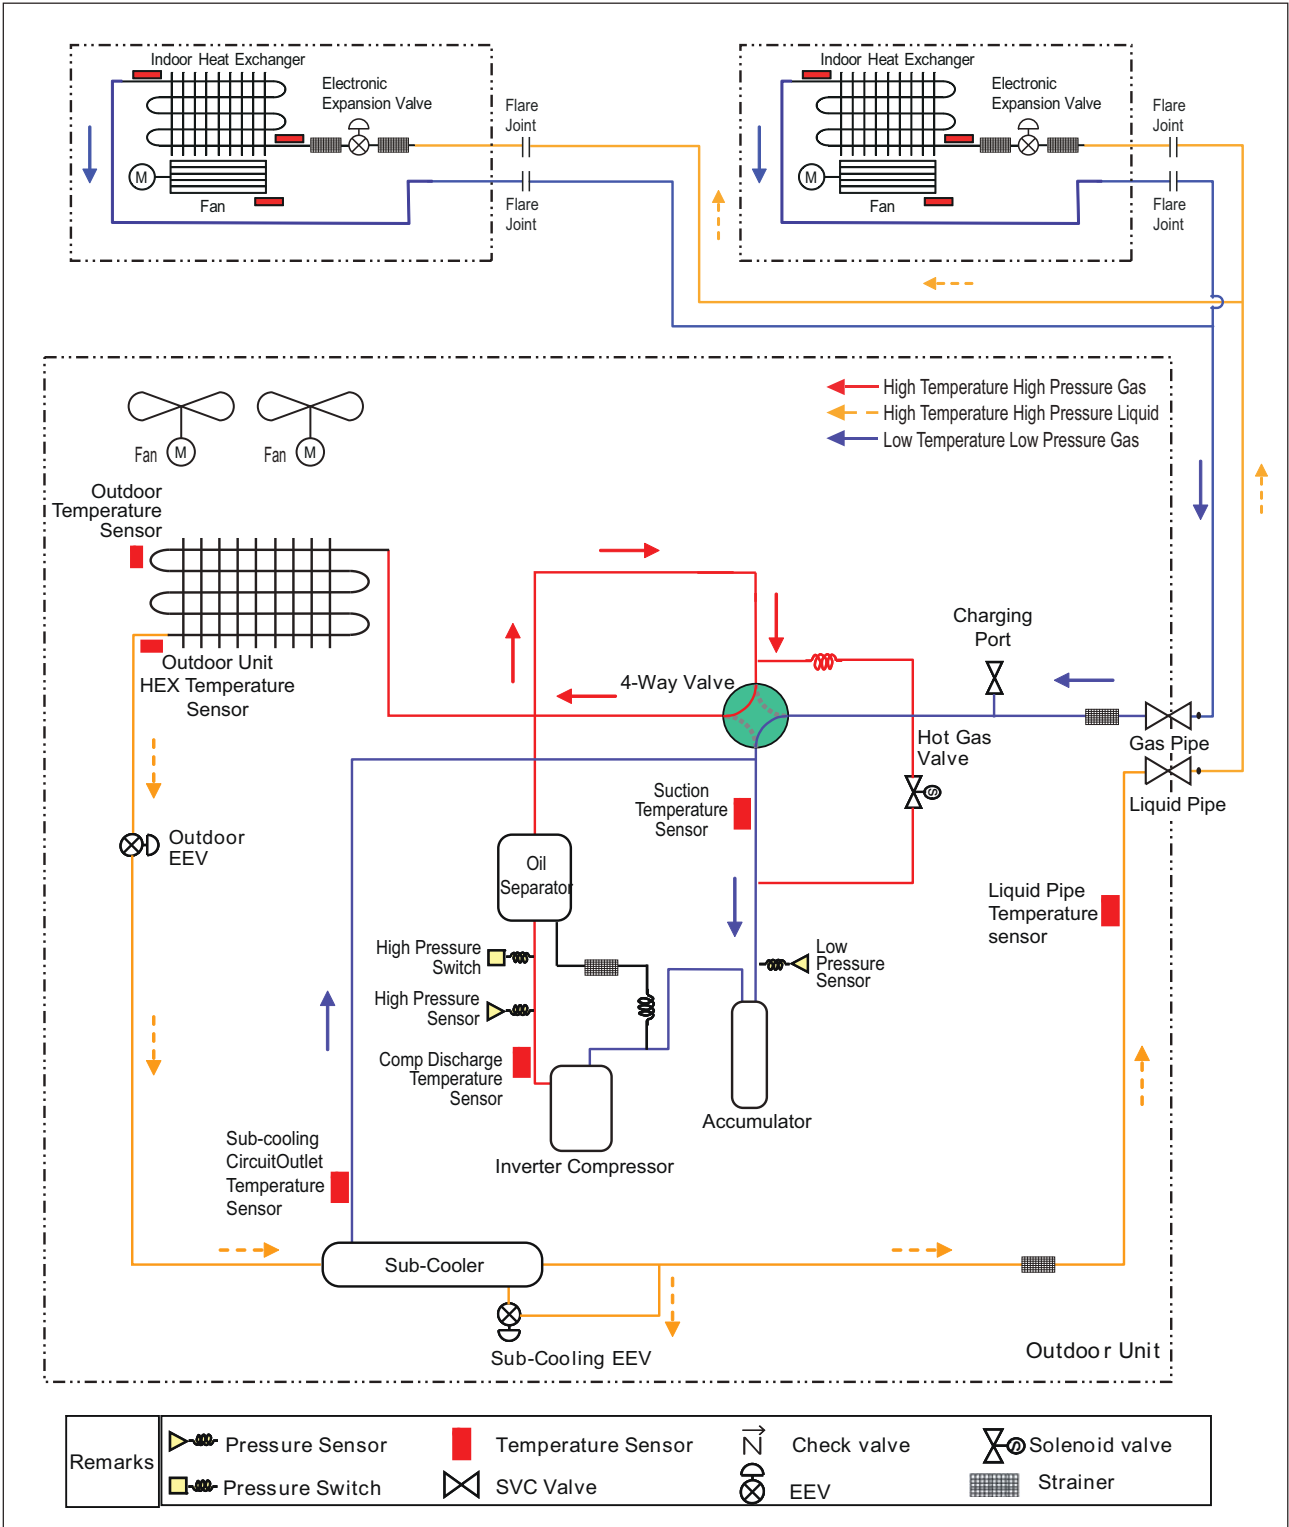 Indoor Heat Exchanger
Electronic
Expansion Valve
Flare
Joint
M
Fan
Flare
Joint
Indoor Heat Exchanger
Electronic
Expansion Valve
Flare
Joint
M
Fan
Flare
Joint
High Temperature High Pressure Gas
High Temperature High Pressure Liquid
Low Temperature Low Pressure Gas
Fan M
Fan M
Outdoor
Temperature
Sensor
Outdoor Unit
HEX Temperature
Sensor
4-Way Valve
Charging
Port
Hot Gas
Valve
S
Gas Pipe
Liquid Pipe
Suction
Temperature
Sensor
Outdoor
EEV
Oil
Separator
Liquid Pipe
Temperature
sensor
High Pressure
Switch
Low
Pressure
Sensor
High Pressure
Sensor
Comp Discharge
Temperature
Sensor
Accumulator
Inverter Compressor
Sub-cooling
CircuitOutlet
Temperature
Sensor
Sub-Cooler
Sub-Cooling EEV
Outdoor Unit
Remarks
Pressure Sensor
Temperature Sensor
Check valve
S
Solenoid valve
Pressure Switch
SVC Valve
EEV
Strainer